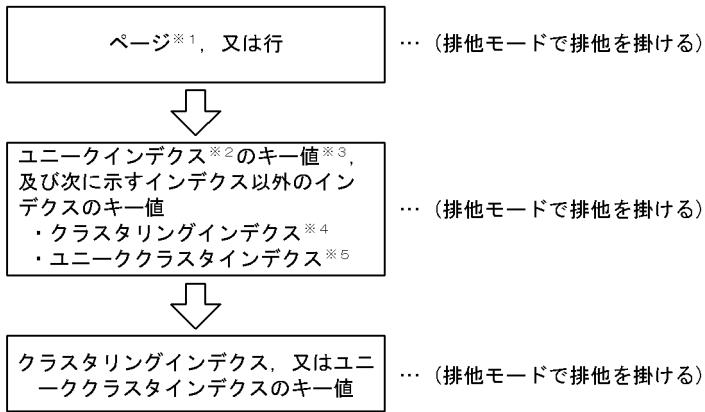 ページ※1，又は行
…（排他モードで排他を掛ける）
ユニークインデクス※2のキー値※3，
及び次に示すインデクス以外のイン
デクスのキー値
・クラスタリングインデクス※4
・ユニーククラスタインデクス※5
…（排他モードで排他を掛ける）
クラスタリングインデクス，又はユニ
ーククラスタインデクスのキー値
…（排他モードで排他を掛ける）